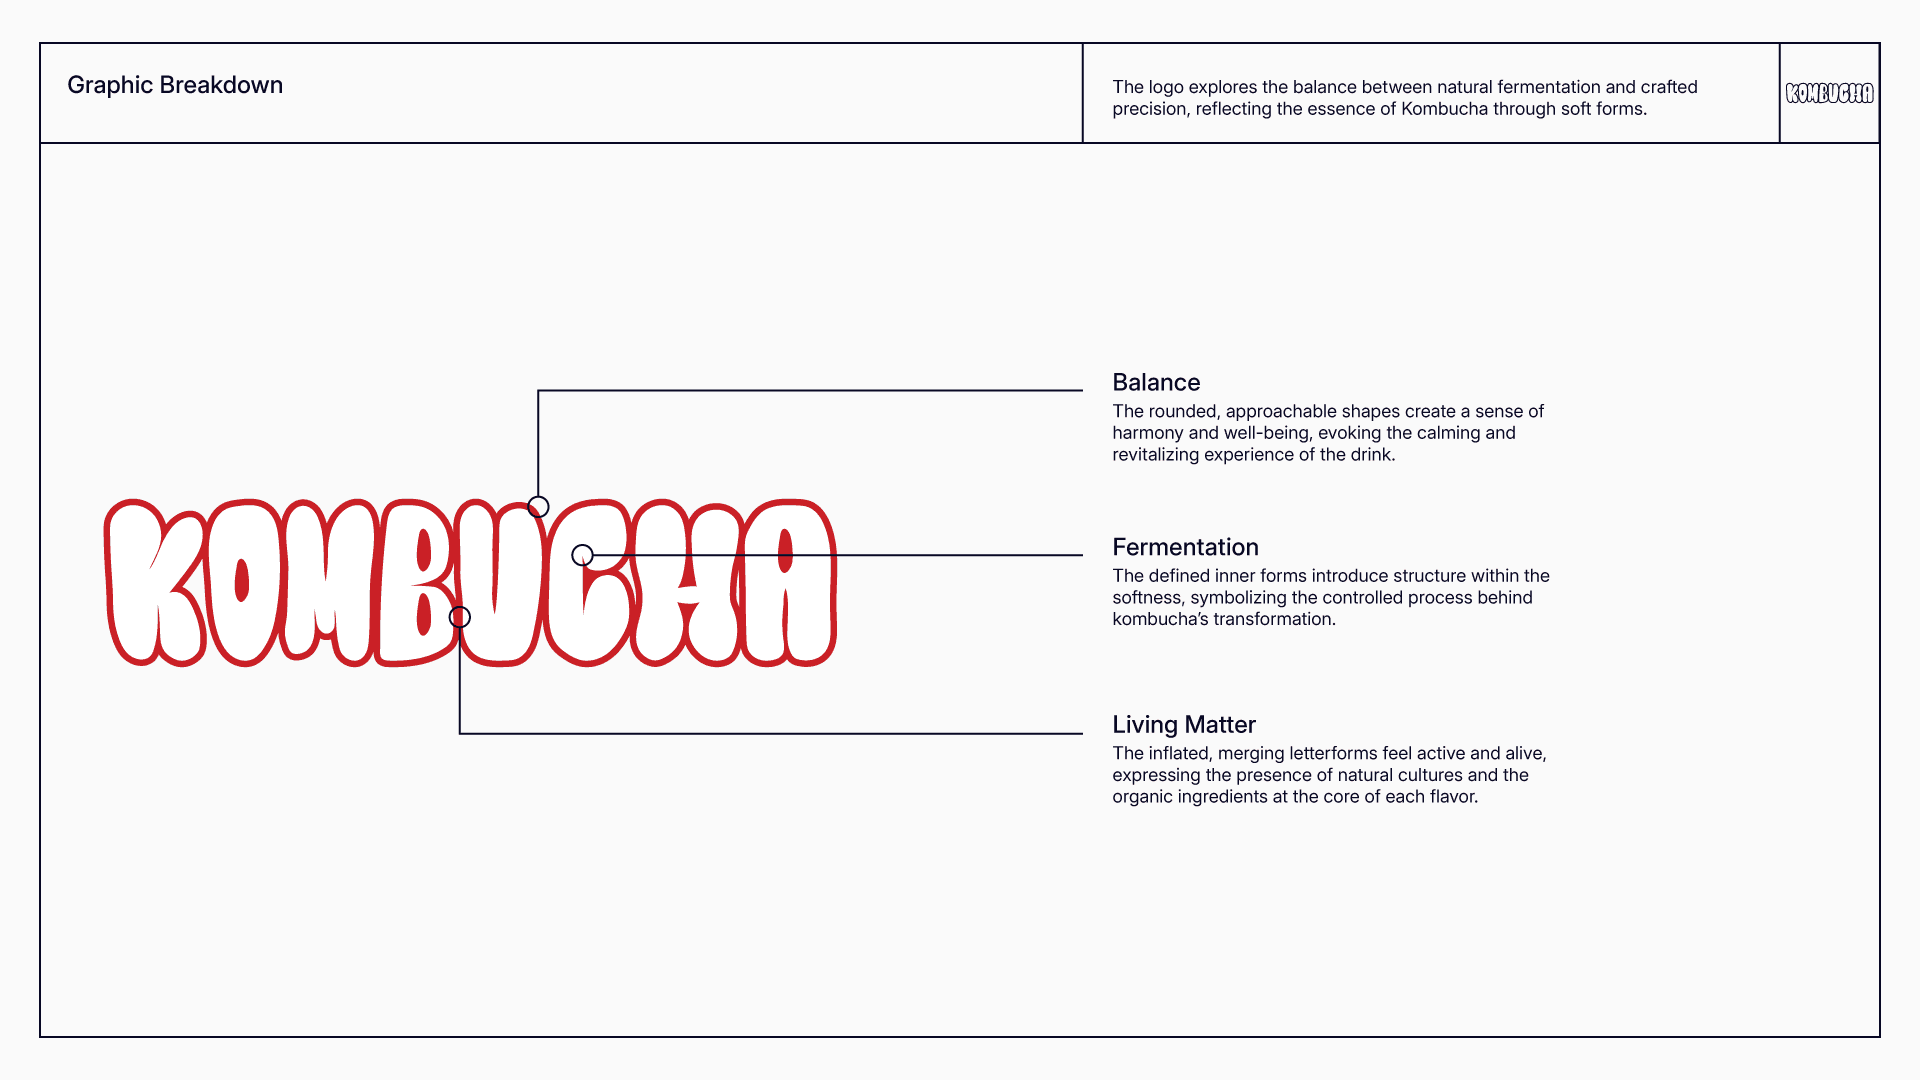 Graphic Breakdown
The logo explores the balance between natural fermentation and crafted
precision, reflecting the essence of Kombucha through soft forms.
KOMBUCHA
KOMBUCHA
Balance
The rounded, approachable shapes create a sense of
harmony and well-being, evoking the calming and
revitalizing experience of the drink.
Fermentation
The defined inner forms introduce structure within the
softness, symbolizing the controlled process behind
kombucha’s transformation.
Living Matter
The inflated, merging letterforms feel active and alive,
expressing the presence of natural cultures and the
organic ingredients at the core of each flavor.